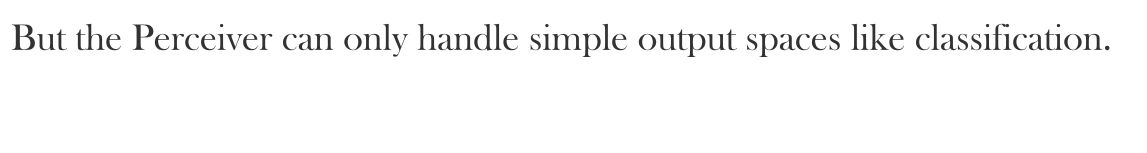 But the Perceiver can only handle simple output spaces like classification.